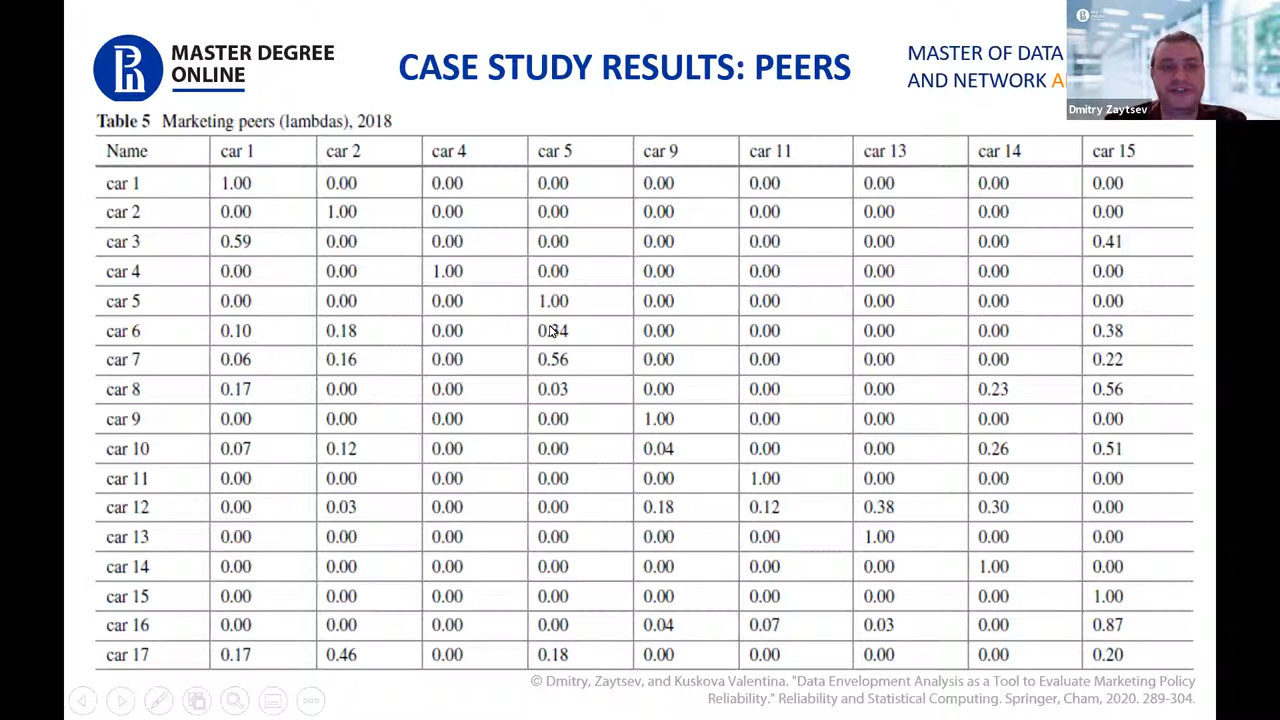 MASTER DEGREE
ONLINE
CASE STUDY RESULTS: PEERS
MASTER OF DATA
AND NETWORK
Dmitry Zaytsev
Table 5 Marketing peers (lambdas), 2018
Name car 1 car 2 car 4 car 5 car 9 car 11 car 13 car 14 car 15
car 1 1.00 0.00 0.00 0.00 0.00 0.00 0.00 0.00 0.00
car 2 0.00 1.00 0.00 0.00 0.00 0.00 0.00 0.00 0.00
car 3 0.59 0.00 0.00 0.00 0.00 0.00 0.00 0.00 0.41
car 4 0.00 0.00 1.00 0.00 0.00 0.00 0.00 0.00 0.00
car 5 0.00 0.00 0.00 1.00 0.00 0.00 0.00 0.00 0.00
car 6 0.10 0.18 0.00 0.34 0.00 0.00 0.00 0.00 0.38
car 7 0.06 0.16 0.00 0.56 0.00 0.00 0.00 0.00 0.22
car 8 0.17 0.00 0.00 0.03 0.00 0.00 0.00 0.23 0.56
car 9 0.00 0.00 0.00 0.00 1.00 0.00 0.00 0.00 0.00
car 10 0.07 0.12 0.00 0.00 0.04 0.00 0.00 0.26 0.51
car 11 0.00 0.00 0.00 0.00 0.00 1.00 0.00 0.00 0.00
car 12 0.00 0.03 0.00 0.00 0.18 0.12 0.38 0.30 0.00
car 13 0.00 0.00 0.00 0.00 0.00 0.00 1.00 0.00 0.00
car 14 0.00 0.00 0.00 0.00 0.00 0.00 0.00 1.00 0.00
car 15 0.00 0.00 0.00 0.00 0.00 0.00 0.00 0.00 1.00
car 16 0.00 0.00 0.00 0.00 0.04 0.07 0.03 0.00 0.87
car 17 0.17 0.46 0.00 0.18 0.00 0.00 0.00 0.00 0.20
© Dmitry, Zaytsev, and Kuskova Valentina. "Data Envelopment Analysis as a Tool to Evaluate Marketing Policy
Reliability." Reliability and Statistical Computing. Springer, Cham, 2020. 289-304.